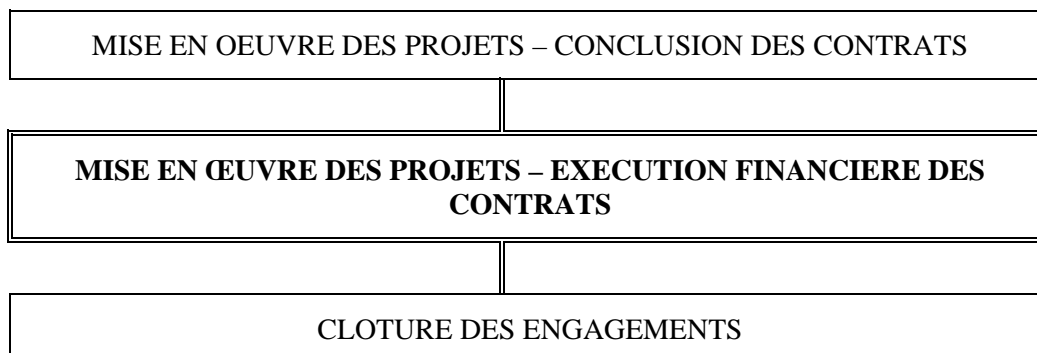 MISE EN OEUVRE DES PROJETS – CONCLUSION DES CONTRATS
MISE EN ŒUVRE DES PROJETS – EXECUTION FINANCIERE DES
CONTRATS
CLOTURE DES ENGAGEMENTS